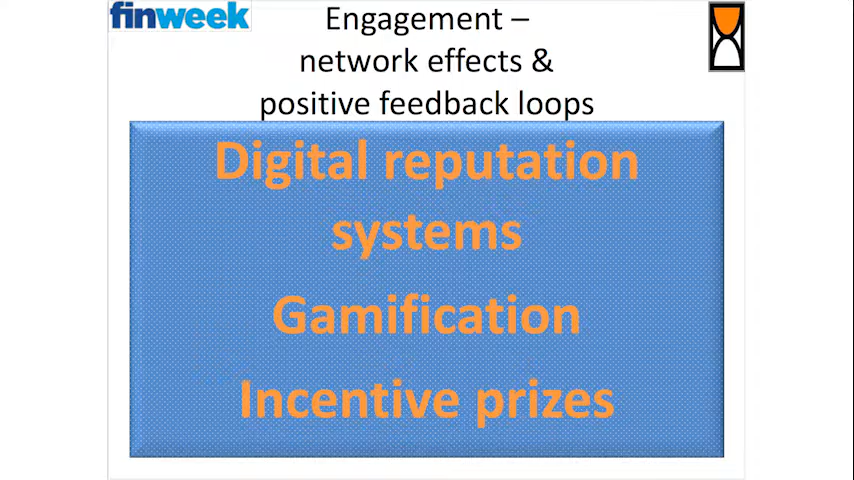 finweek
Engagement –
network effects &
positive feedback loops
Digital reputation
systems
Gamification
Incentive prizes